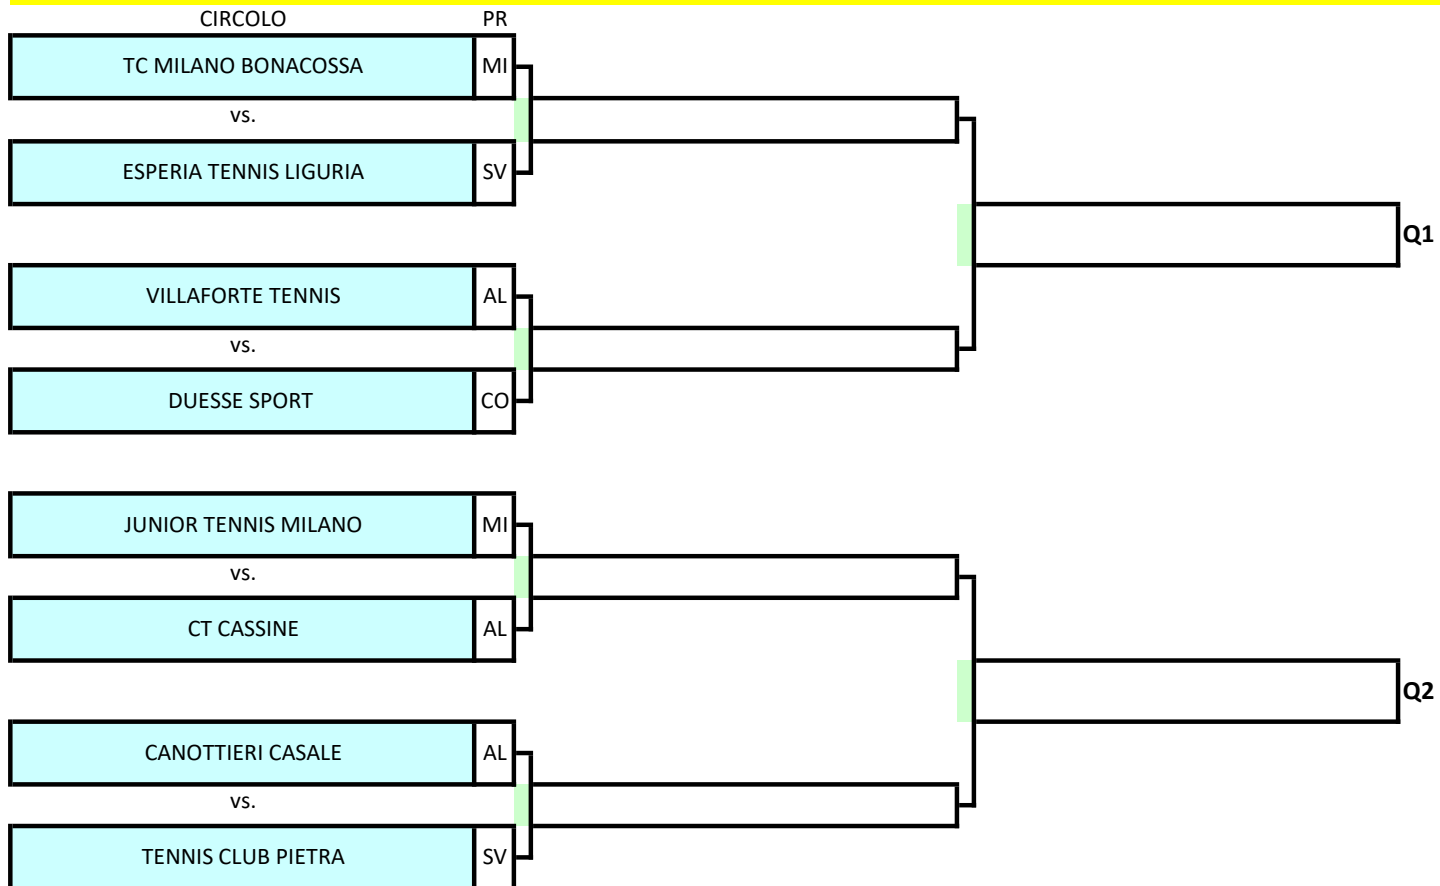 CIRCOLO PR
TC MILANO BONACOSSA MI
vs.
ESPERIA TENNIS LIGURIA SV
Q1
VILLAFORTE TENNIS AL
vs.
DUESSE SPORT CO
JUNIOR TENNIS MILANO MI
vs.
CT CASSINE AL
Q2
CANOTTIERI CASALE AL
vs.
TENNIS CLUB PIETRA SV